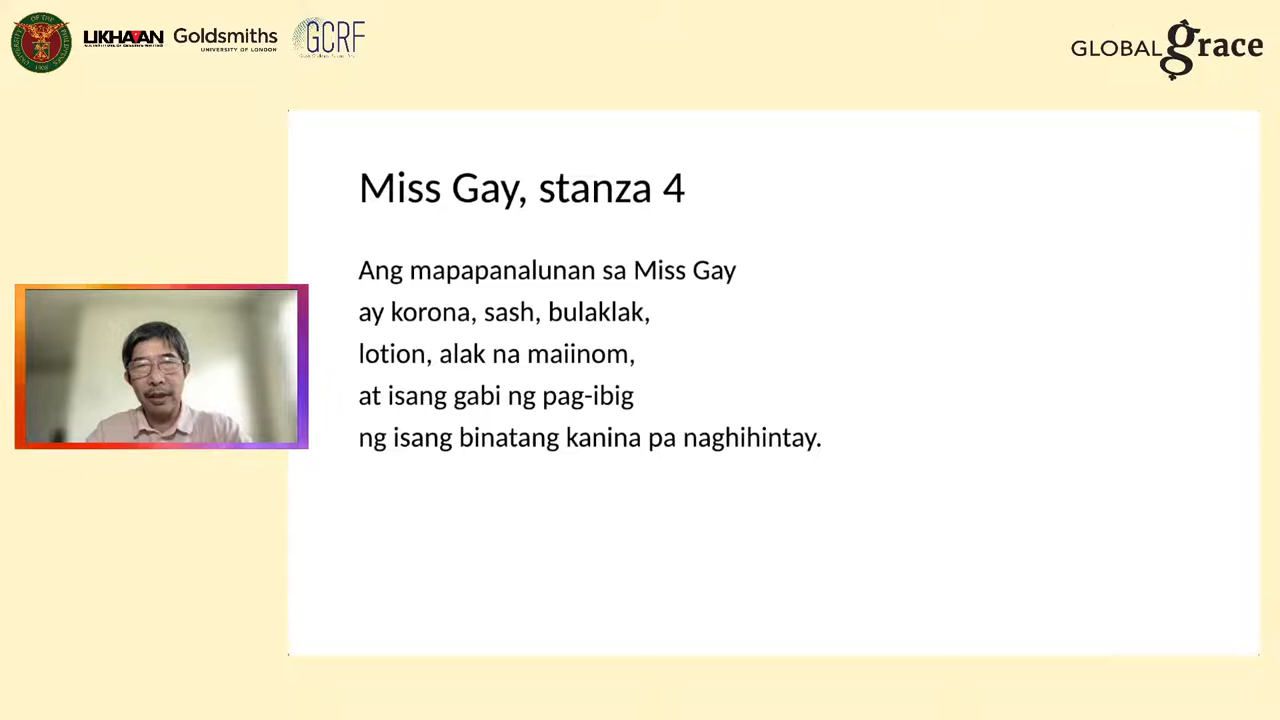 LIKHAAN
Goldsmiths
UNIVERSITY OF LONDON
GCRF
GLOBAL grace
Miss Gay, stanza 4
Ang mapapanalunan sa Miss Gay
ay korona, sash, bulaklak,
lotion, alak na maiinom,
at isang gabi ng pag-ibig
ng isang binatang kanina pa naghihintay.